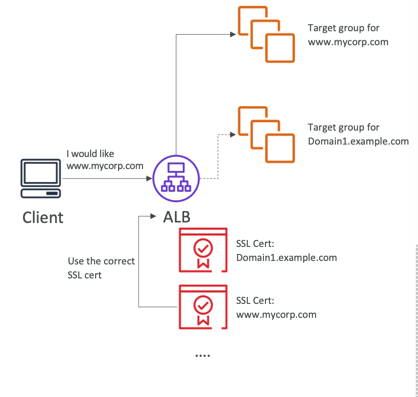 Target group for
www.mycorp.com
Target group for
Domain1.example.com
I would like
www.mycorp.com
Client
ALB
Use the correct
SSL cert
SSL Cert:
Domain1.example.com
SSL Cert:
www.mycorp.com
....